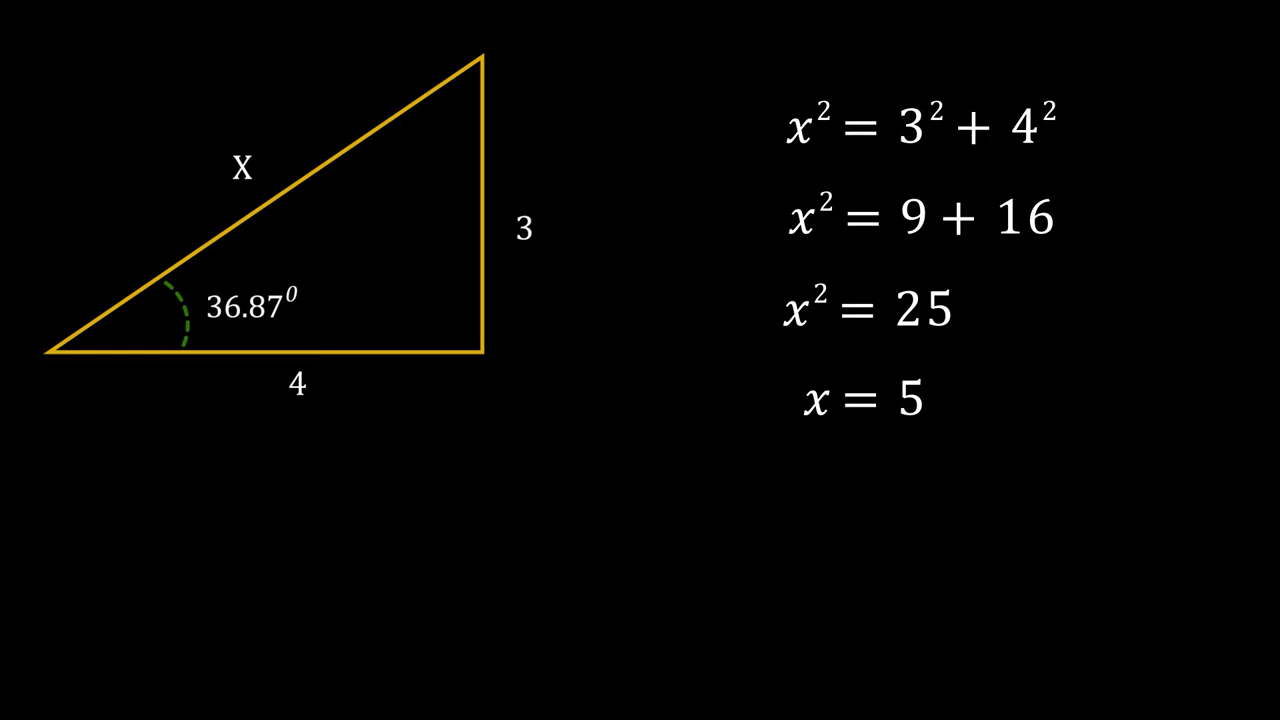 X
3
36.87⁰
4
x² = 3² + 4²
x² = 9 + 16
x² = 25
x = 5